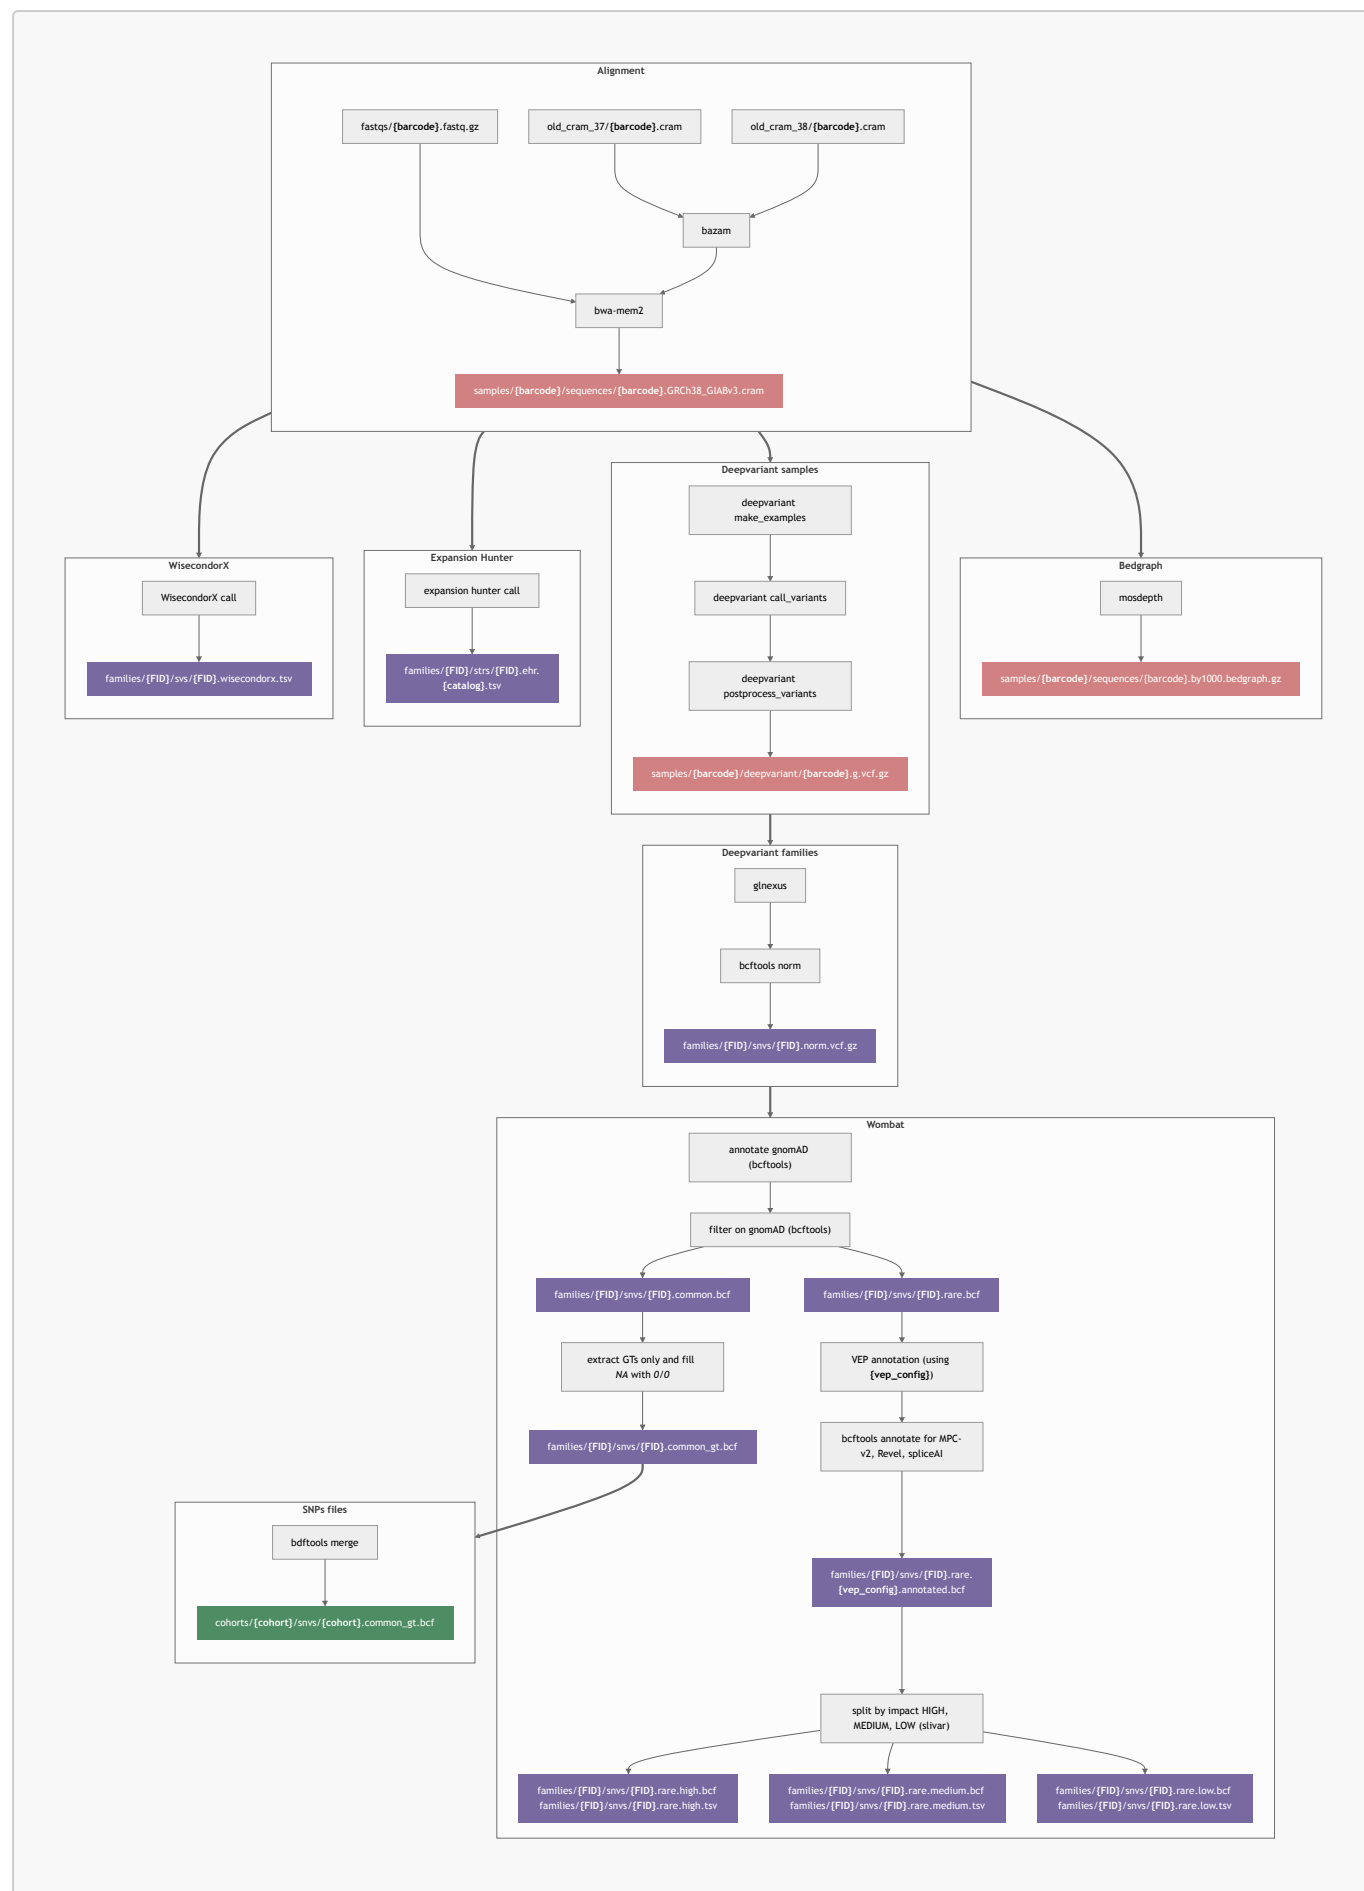 Alignment
fastqs/{barcode}.fastq.gz
old_cram_37/{barcode}.cram
old_cram_38/{barcode}.cram
bazam
bwa-mem2
samples/{barcode}/sequences/{barcode}.GRCh38_GIABv3.cram
WisecondorX
WisecondorX call
families/{FID}/svs/{FID}.wisecondorx.tsv
Expansion Hunter
expansion hunter call
families/{FID}/strs/{FID}.ehr.
{catalog}.tsv
Deepvariant samples
deepvariant
make_examples
deepvariant call_variants
deepvariant
postprocess_variants
samples/{barcode}/deepvariant/{barcode}.g.vcf.gz
Bedgraph
mosdepth
samples/{barcode}/sequences/{barcode}.by1000.bedgraph.gz
Deepvariant families
glnexus
bcftools norm
families/{FID}/snvs/{FID}.norm.vcf.gz
Wombat
annotate gnomAD
(bcftools)
filter on gnomAD (bcftools)
families/{FID}/snvs/{FID}.common.bcf
families/{FID}/snvs/{FID}.rare.bcf
extract GTs only and fill
NA with 0/0
VEP annotation (using
{vep_config})
families/{FID}/snvs/{FID}.common_gt.bcf
bcftools annotate for MPC-
v2, Revel, spliceAI
SNPs files
bdftools merge
cohorts/{cohort}/snvs/{cohort}.common_gt.bcf
families/{FID}/snvs/{FID}.rare.
{vep_config}.annotated.bcf
split by impact HIGH,
MEDIUM, LOW (slivar)
families/{FID}/snvs/{FID}.rare.high.bcf
families/{FID}/snvs/{FID}.rare.high.tsv
families/{FID}/snvs/{FID}.rare.medium.bcf
families/{FID}/snvs/{FID}.rare.medium.tsv
families/{FID}/snvs/{FID}.rare.low.bcf
families/{FID}/snvs/{FID}.rare.low.tsv